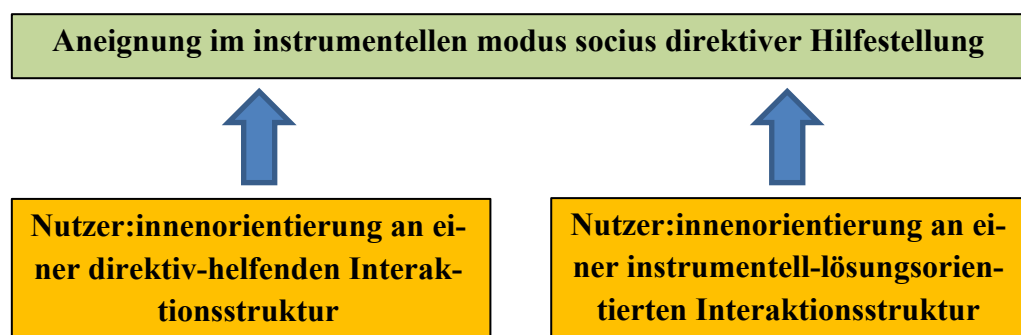 Aneignung im instrumentellen modus socius direktiver Hilfestellung
Nutzer:innenorientierung an ei-
ner direktiv-helfenden Interak-
tionsstruktur
Nutzer:innenorientierung an ei-
ner instrumentell-lösungsorien-
tierten Interaktionsstruktur